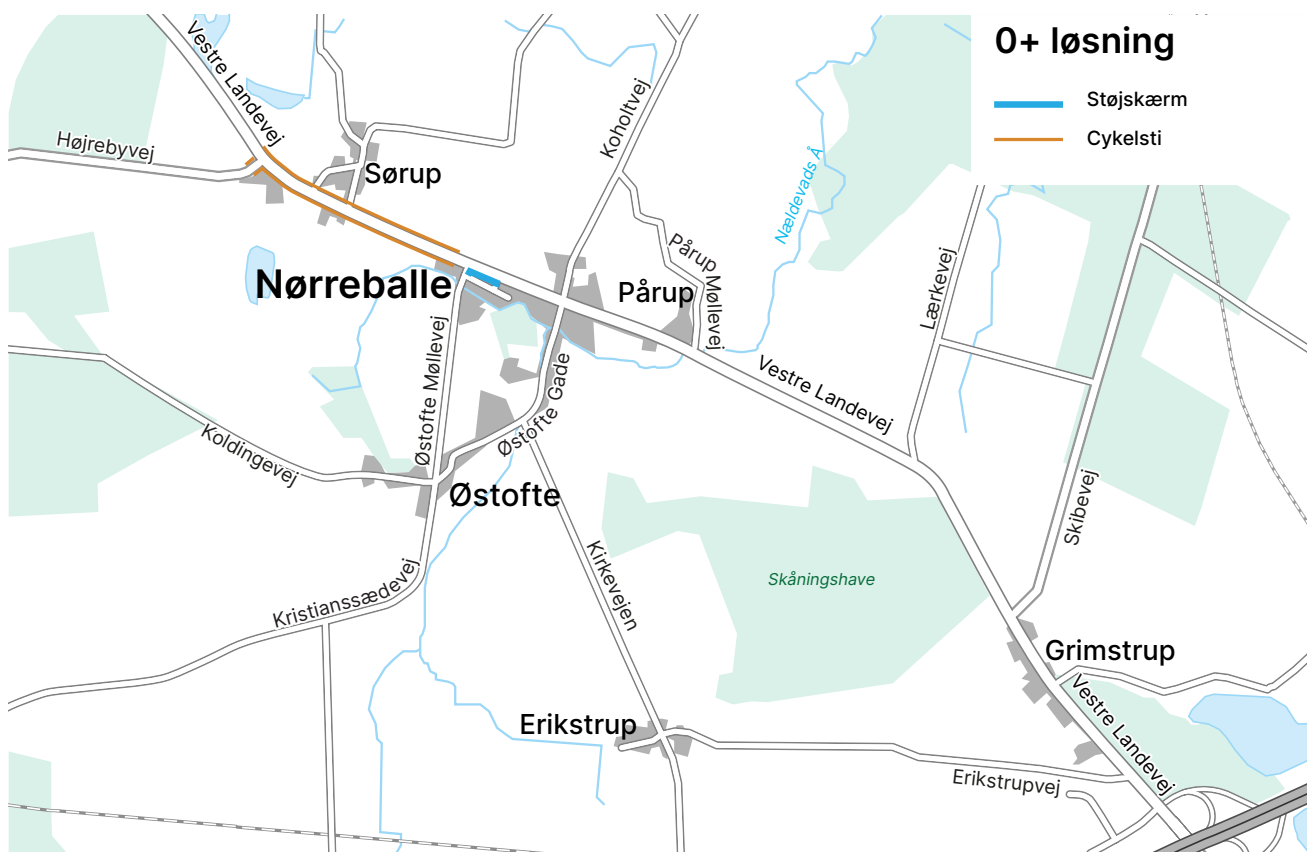 0+ løsning
Støjskærm
Cykelsti
Vestre Landevej
Højrebyvej
Sørup
Koholtvej
Nældevads Å
Nørreballe
Pårup
Pårup Møllevej
Lærkevej
Østofte Møllevej
Østofte Gade
Vestre Landevej
Koldingevej
Østofte
Skibevej
Kirkevejen
Skåningshave
Kristianssædevej
Grimstrup
Vestre Landevej
Erikstrup
Erikstrupvej